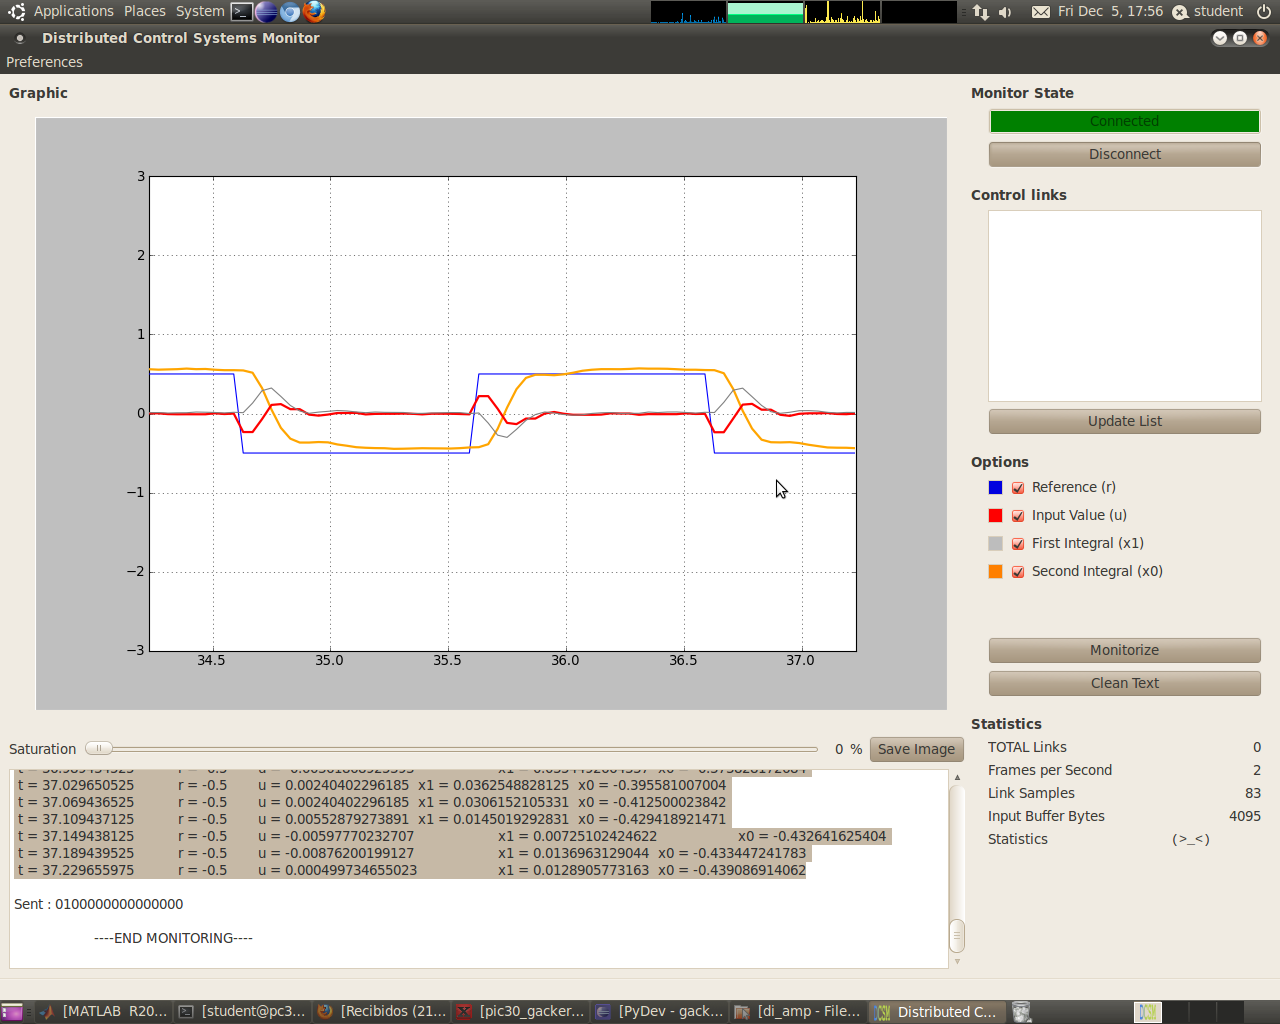 Applications Places System Fri Dec 5, 17:56 student
Distributed Control Systems Monitor
Preferences
Graphic
3
2
1
0
−1
−2
−3
34.5 35.0 35.5 36.0 36.5 37.0
Monitor State
Connected
Disconnect
Control links
Update List
Options
Reference (r)
Input Value (u)
First Integral (x1)
Second Integral (x0)
Monitorize
Clean Text
Statistics
TOTAL Links 0
Frames per Second 2
Link Samples 83
Input Buffer Bytes 4095
Statistics (>_<)
Saturation 0 % Save Image
t = 37.029650525 r = -0.5 u = 0.00240402296185 x1 = 0.0362548828125 x0 = -0.395581007004
t = 37.069436525 r = -0.5 u = 0.00240402296185 x1 = 0.0306152105331 x0 = -0.412500023842
t = 37.109437125 r = -0.5 u = 0.00552879273891 x1 = 0.0145019292831 x0 = -0.429418921471
t = 37.149438125 r = -0.5 u = -0.00597770232707 x1 = 0.00725102424622 x0 = -0.432641625404
t = 37.189439125 r = -0.5 u = -0.00876200199127 x1 = 0.0136963129044 x0 = -0.433447241783
t = 37.229655975 r = -0.5 u = 0.000499734655023 x1 = 0.0128905773163 x0 = -0.439086914062
Sent : 0100000000000000
----END MONITORING----
[MATLAB R20... [student@pc3... [Recibidos (21... [pic30_gacker... [PyDev - gack... [di_amp - File... Distributed C...